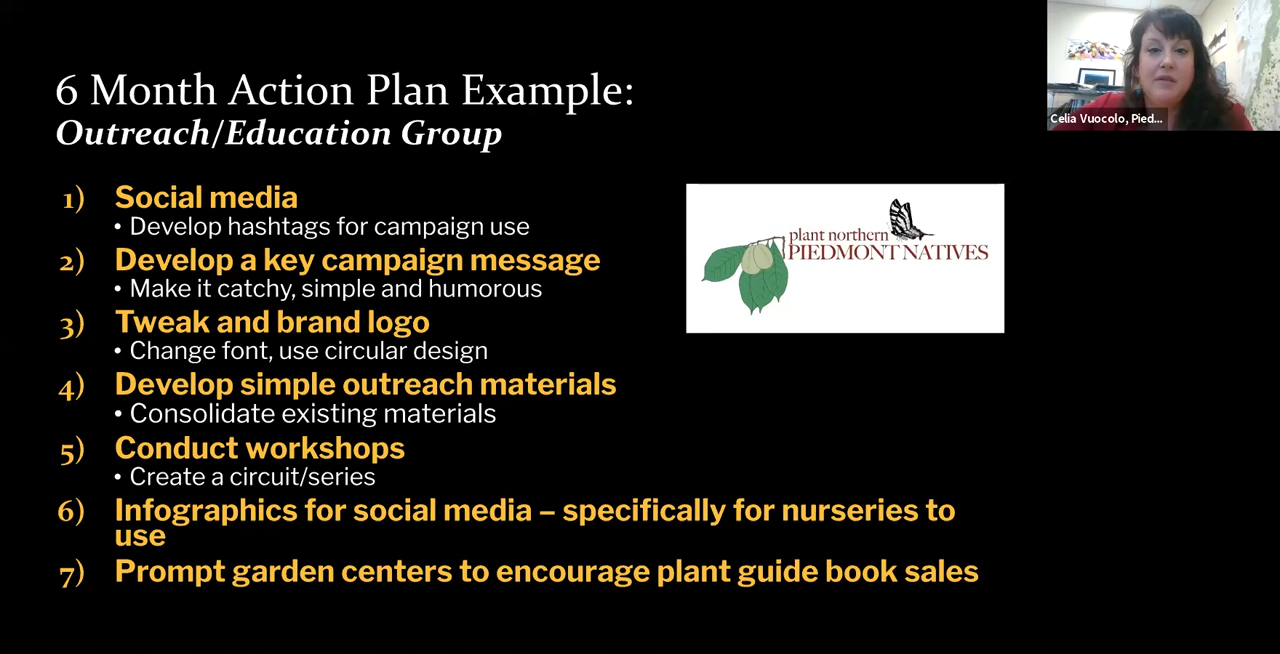 6 Month Action Plan Example:
Outreach/Education Group
1) Social media
• Develop hashtags for campaign use
2) Develop a key campaign message
• Make it catchy, simple and humorous
3) Tweak and brand logo
• Change font, use circular design
4) Develop simple outreach materials
• Consolidate existing materials
5) Conduct workshops
• Create a circuit/series
6) Infographics for social media – specifically for nurseries to
use
7) Prompt garden centers to encourage plant guide book sales
plant northern
PIEDMONT NATIVES
Celia Vuocolo, Pied...